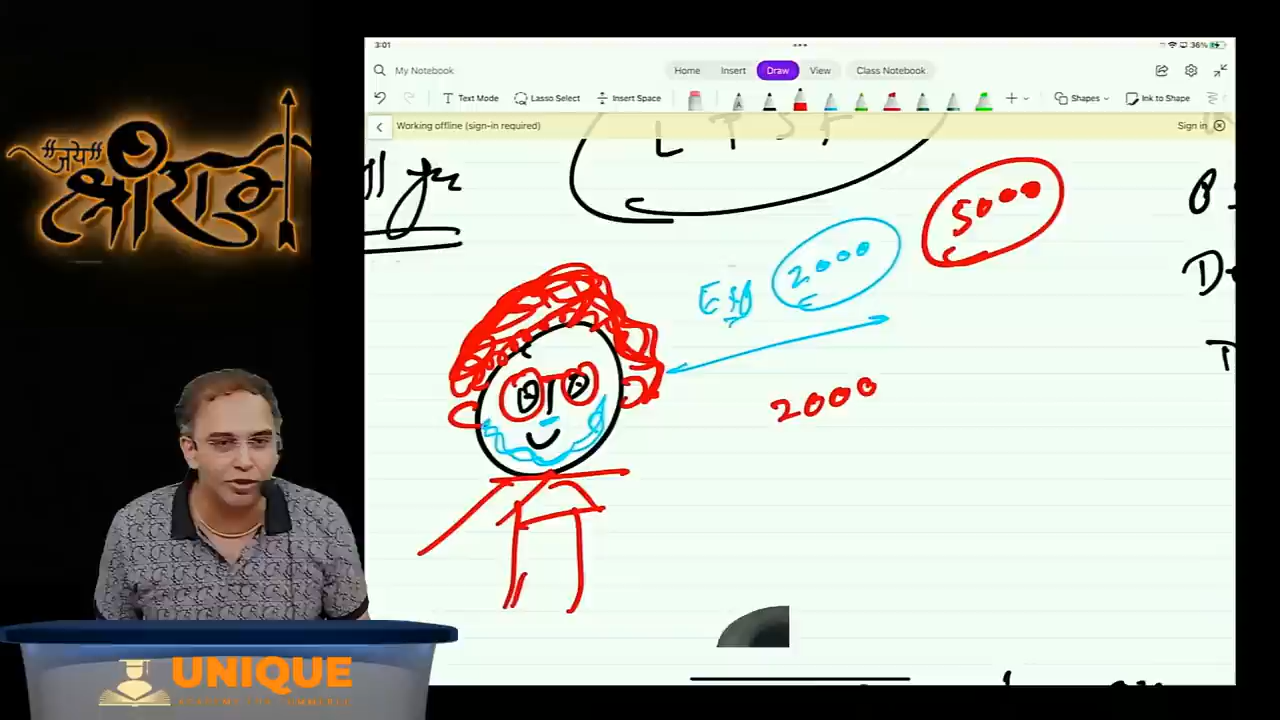 3:01
36%
My Notebook
Home
Insert
Draw
View
Class Notebook
Text Mode
Lasso Select
Insert Space
Shapes
Ink to Shape
Working offline (sign-in required)
Sign in
5000
2000
2000
॥जय॥
श्रीराम
UNIQUE